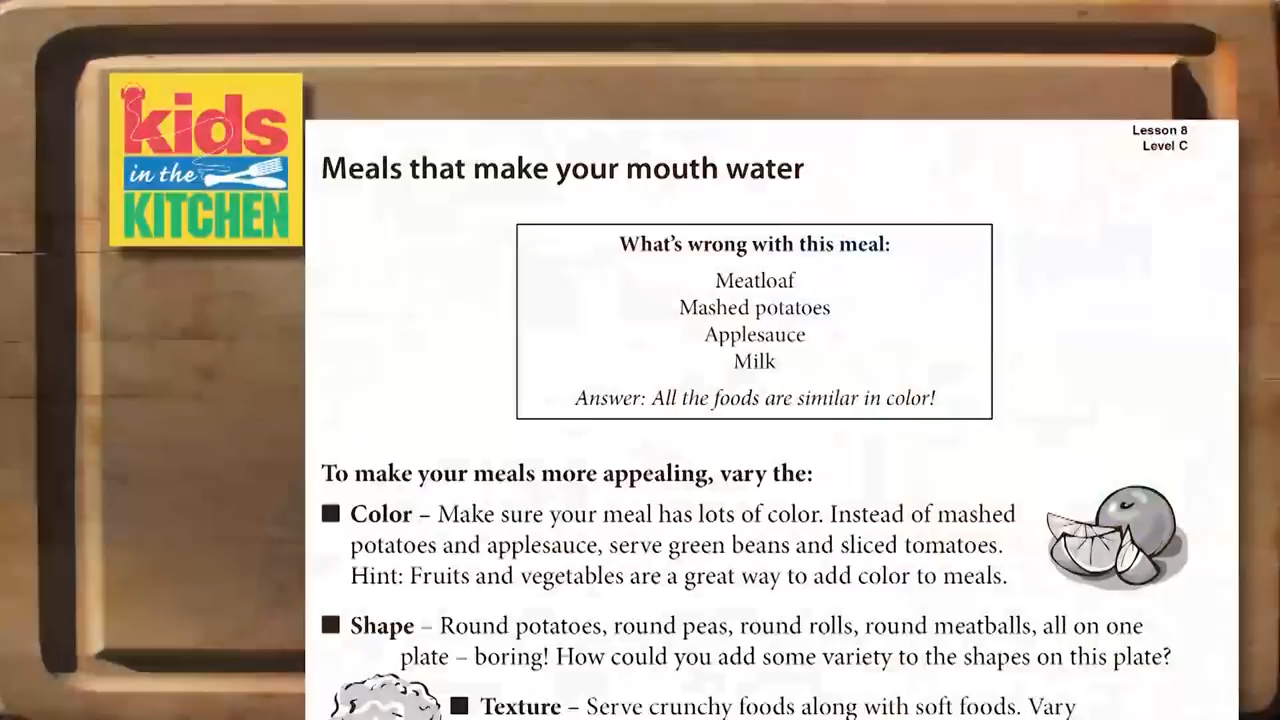 kids
in the
KITCHEN
Lesson 8
Level C
Meals that make your mouth water
What's wrong with this meal:
Meatloaf
Mashed potatoes
Applesauce
Milk
Answer: All the foods are similar in color!
To make your meals more appealing, vary the:
■ Color – Make sure your meal has lots of color. Instead of mashed
potatoes and applesauce, serve green beans and sliced tomatoes.
Hint: Fruits and vegetables are a great way to add color to meals.
■ Shape – Round potatoes, round peas, round rolls, round meatballs, all on one
plate – boring! How could you add some variety to the shapes on this plate?
■ Texture – Serve crunchy foods along with soft foods. Vary